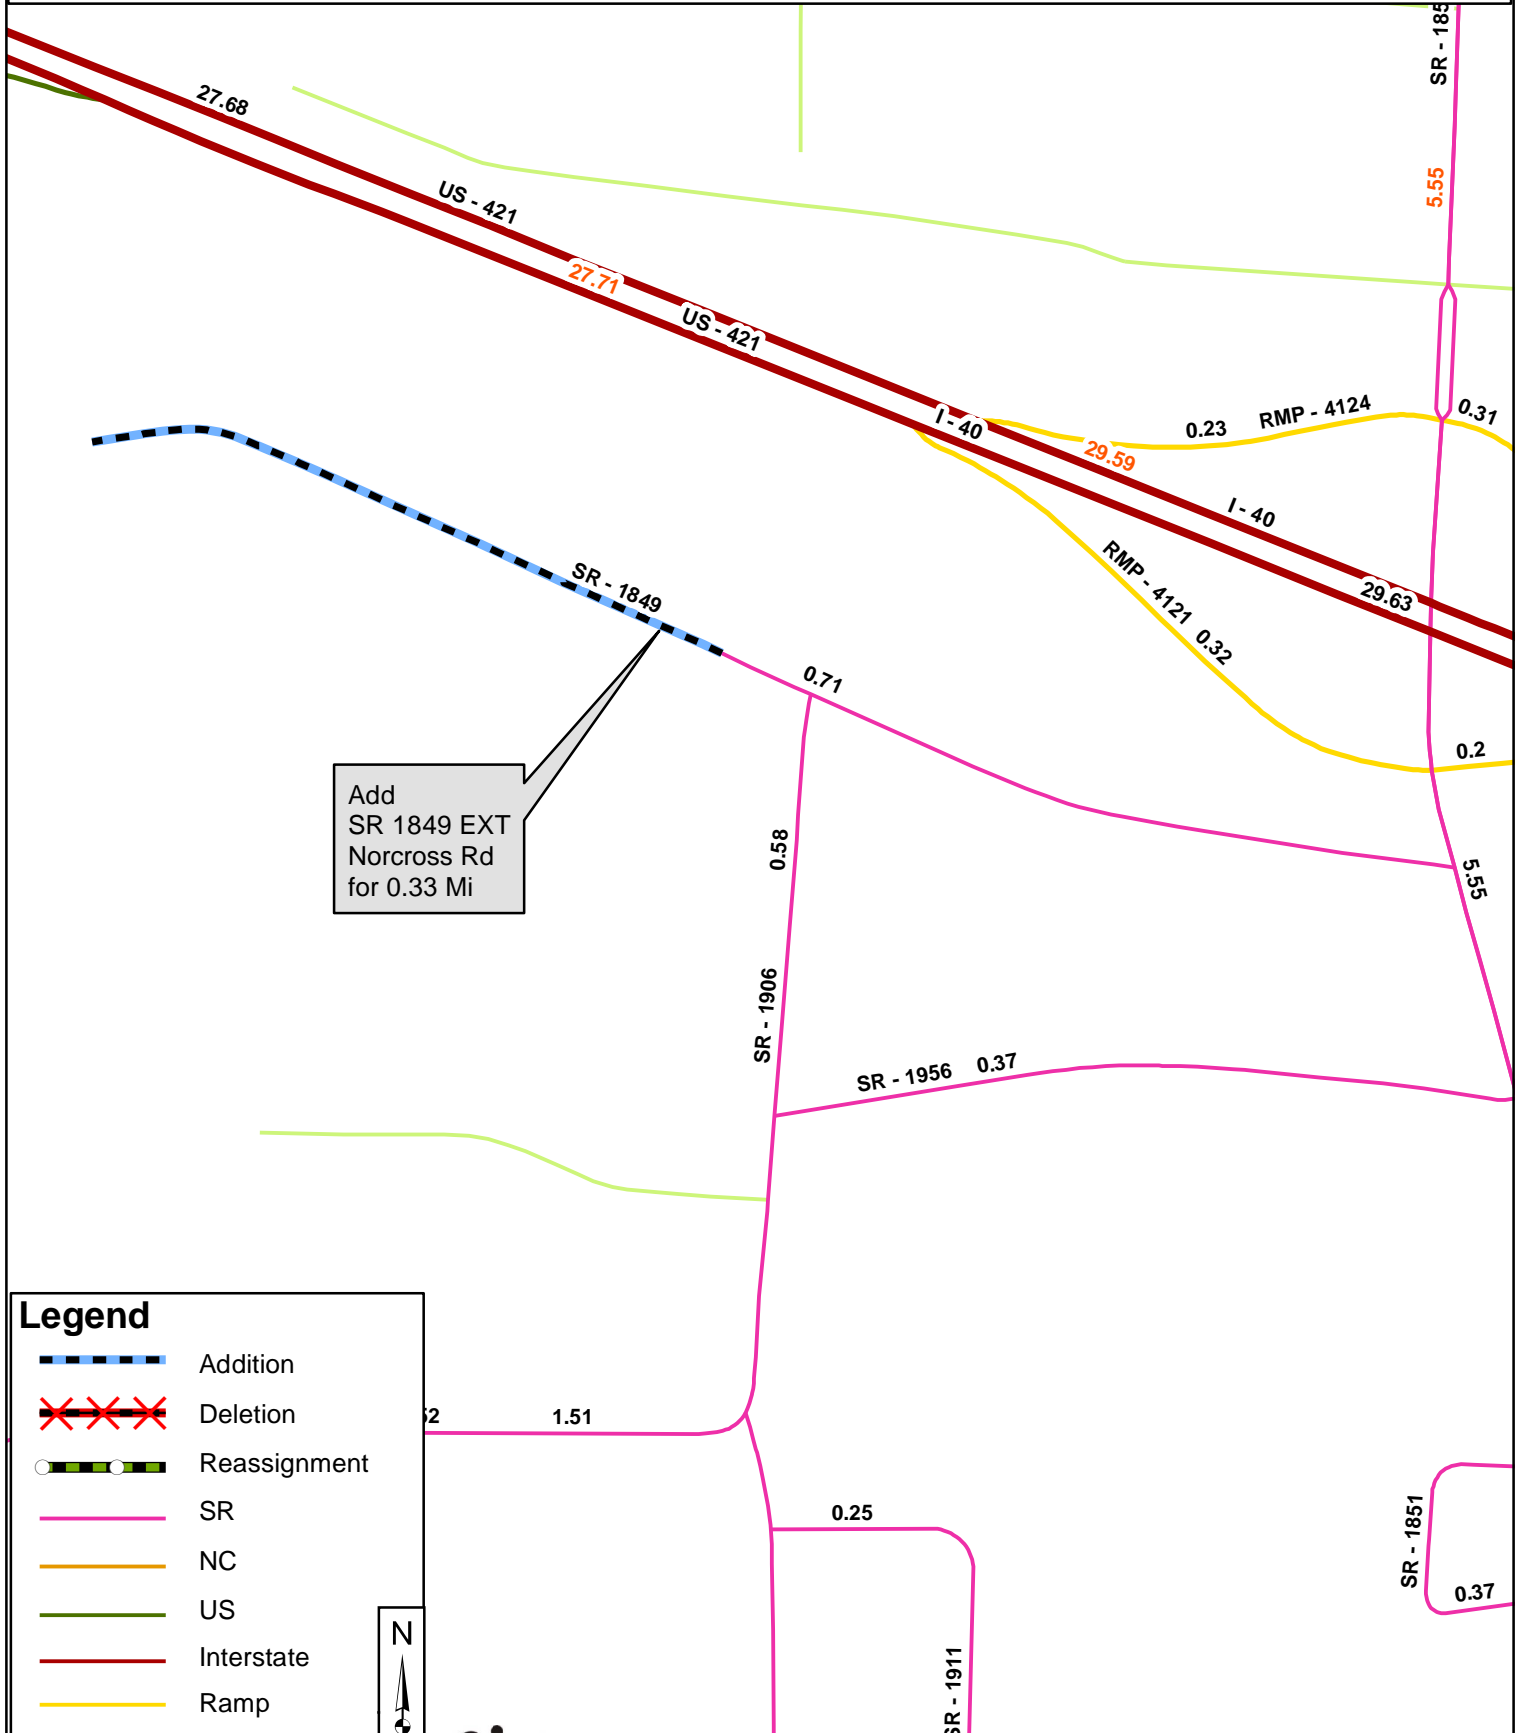 SR - 185
27.68
5.55
US - 421
27.71
US - 421
I - 40
0.23
RMP - 4124
0.31
29.59
I - 40
RMP - 4121
0.32
29.63
SR - 1849
0.71
0.2
Add
SR 1849 EXT
Norcross Rd
for 0.33 Mi
0.58
5.55
SR - 1906
SR - 1956
0.37
Legend
Addition
Deletion
Reassignment
SR
NC
US
Interstate
Ramp
N
52
1.51
0.25
SR - 1911
SR - 1851
0.37